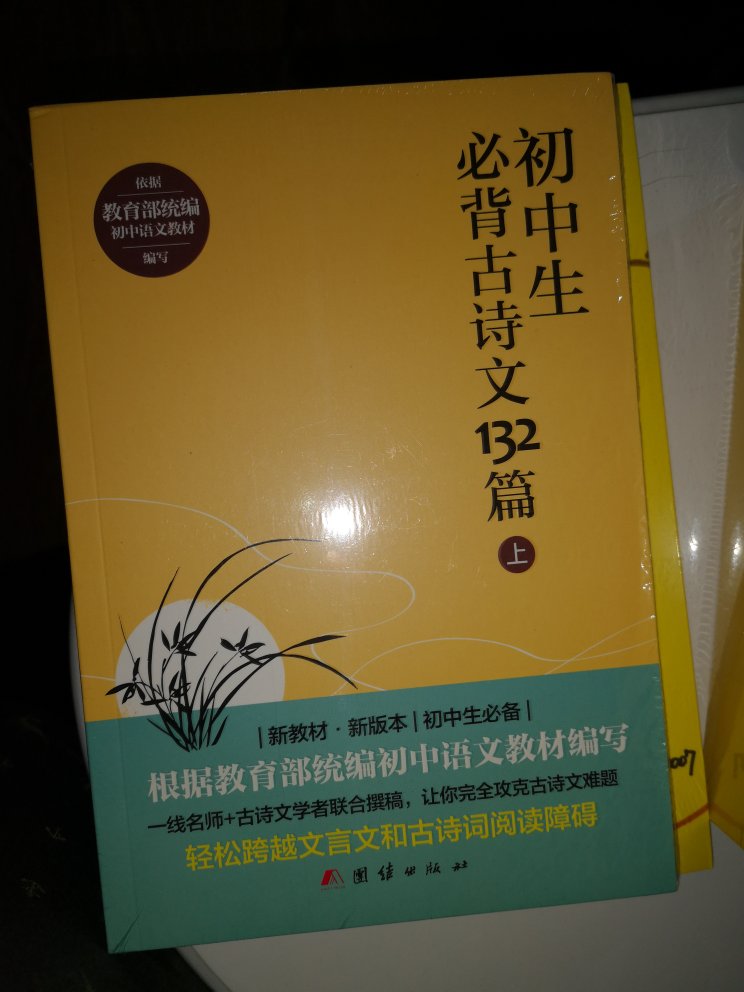 初中生
必背古诗文132篇
上
依据
教育部统编
初中语文教材
编写
|新教材·新版本|初中生必备|
根据教育部统编初中语文教材编写
一线名师+古诗文学者联合撰稿，让你完全攻克古诗文难题
轻松跨越文言文和古诗词阅读障碍
团结出版社
007